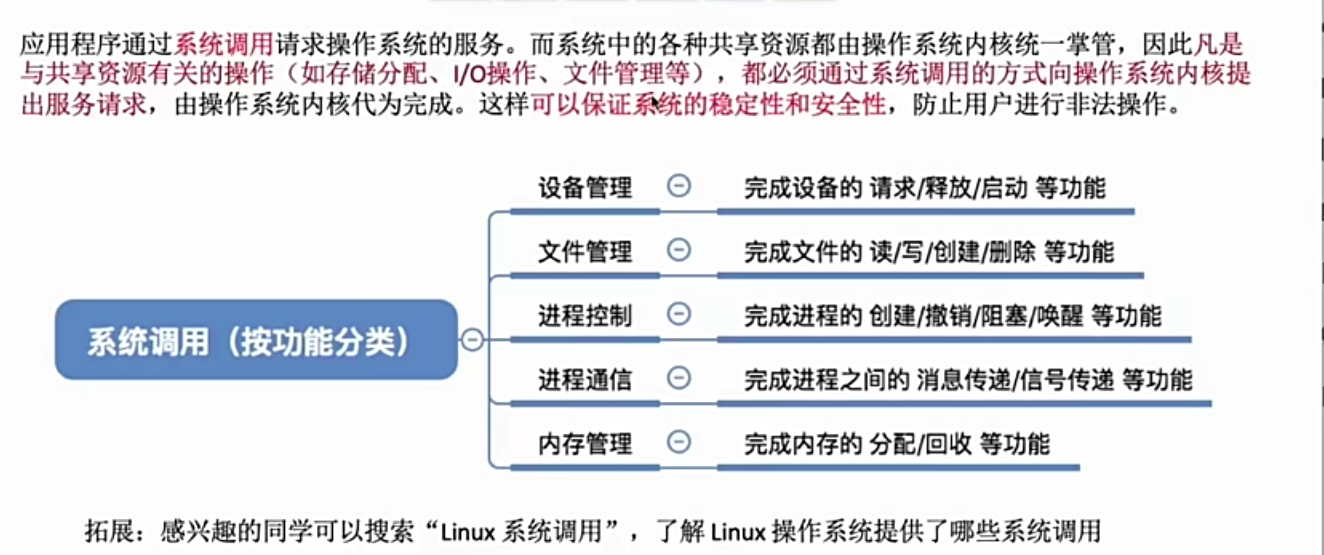 应用程序通过系统调用请求操作系统的服务。而系统中的各种共享资源都由操作系统内核统一掌管，因此凡是
与共享资源有关的操作（如存储分配、I/O操作、文件管理等），都必须通过系统调用的方式向操作系统内核提
出服务请求，由操作系统内核代为完成。这样可以保证系统的稳定性和安全性，防止用户进行非法操作。
系统调用（按功能分类）
设备管理 完成设备的 请求/释放/启动 等功能
文件管理 完成文件的 读/写/创建/删除 等功能
进程控制 完成进程的 创建/撤销/阻塞/唤醒 等功能
进程通信 完成进程之间的 消息传递/信号传递 等功能
内存管理 完成内存的 分配/回收 等功能
拓展：感兴趣的同学可以搜索“Linux 系统调用”，了解 Linux 操作系统提供了哪些系统调用